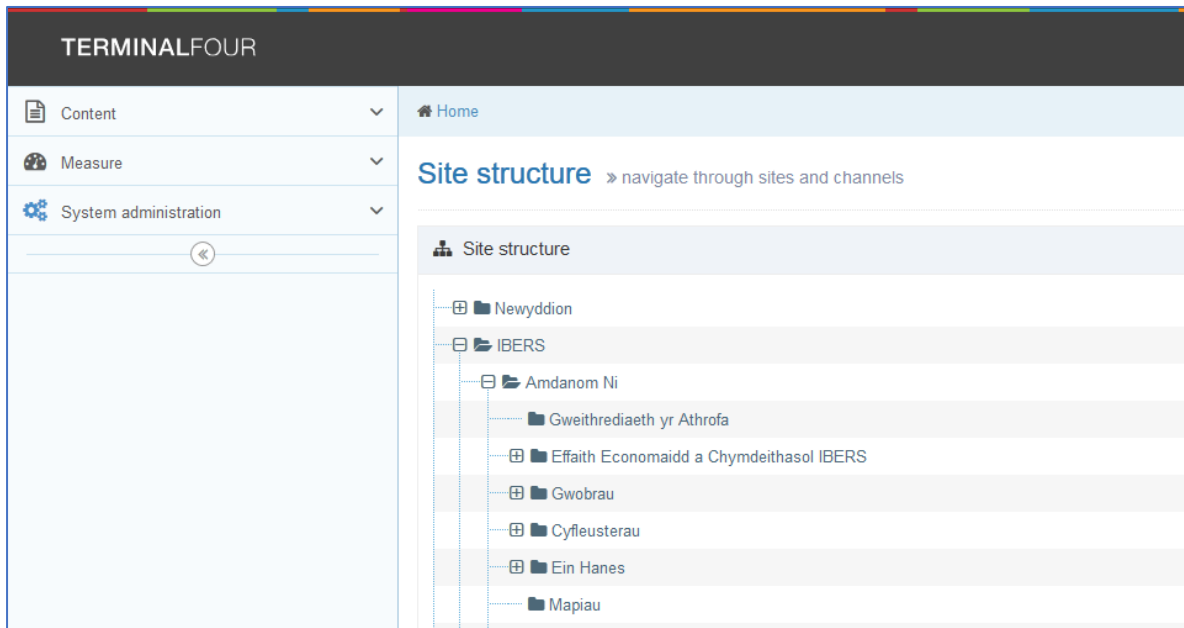 TERMINALFOUR
Content
Measure
System administration
Home
Site structure » navigate through sites and channels
Site structure
Newyddion
IBERS
Amdanom Ni
Gweithrediaeth yr Athrofa
Effaith Economaidd a Chymdeithasol IBERS
Gwobrau
Cyfleusterau
Ein Hanes
Mapiau